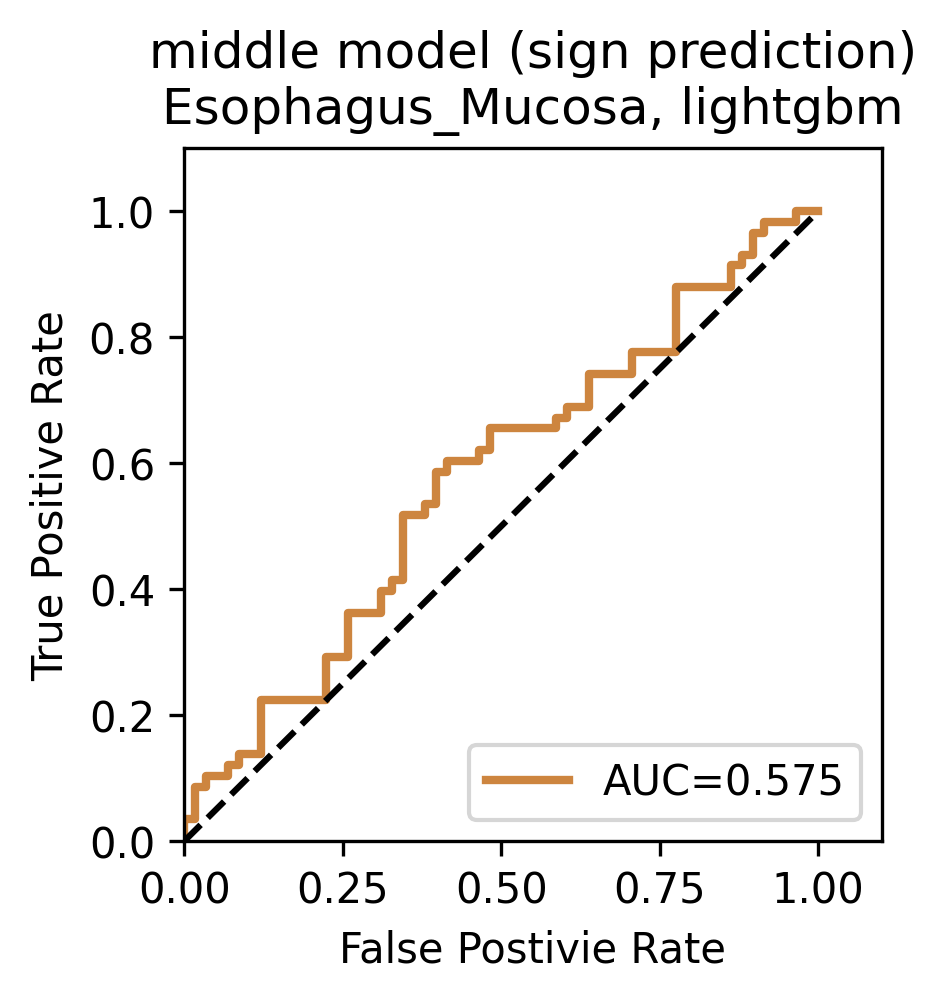 middle model (sign prediction)
Esophagus_Mucosa, lightgbm
True Positive Rate
1.0
0.8
0.6
0.4
0.2
0.0
AUC=0.575
0.00 0.25 0.50 0.75 1.00
False Postivie Rate